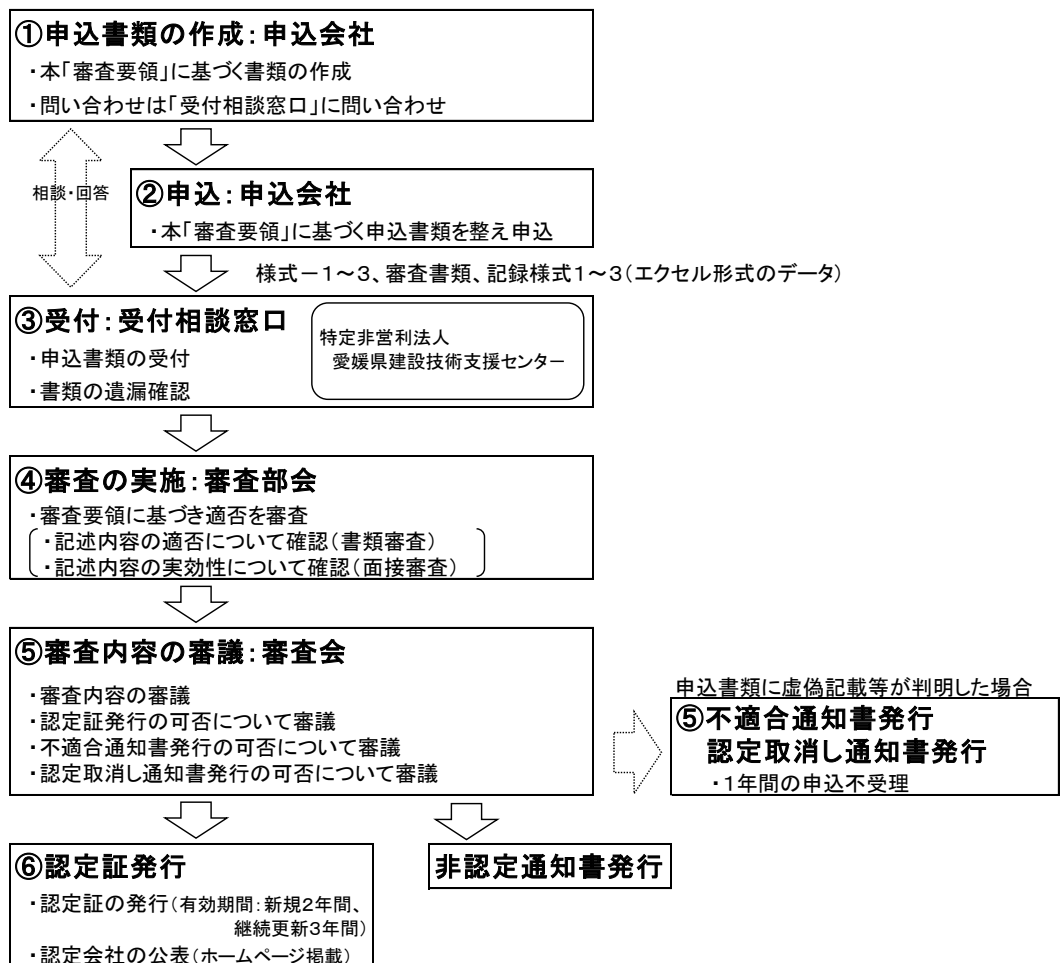 ①申込書類の作成：申込会社
・本「審査要領」に基づく書類の作成
・問い合わせは「受付相談窓口」に問い合わせ
相談・回答
②申込：申込会社
・本「審査要領」に基づく申込書類を整え申込
様式－１～３、審査書類、記録様式１～３（エクセル形式のデータ）
③受付：受付相談窓口
・申込書類の受付
・書類の遺漏確認
特定非営利法人
愛媛県建設技術支援センター
④審査の実施：審査部会
・審査要領に基づき適否を審査
・記述内容の適否について確認（書類審査）
・記述内容の実効性について確認（面接審査）
⑤審査内容の審議：審査会
・審査内容の審議
・認定証発行の可否について審議
・不適合通知書発行の可否について審議
・認定取消し通知書発行の可否について審議
申込書類に虚偽記載等が判明した場合
⑤不適合通知書発行
認定取消し通知書発行
・１年間の申込不受理
⑥認定証発行
・認定証の発行（有効期間：新規２年間、
継続更新３年間）
・認定会社の公表（ホームページ掲載）
非認定通知書発行